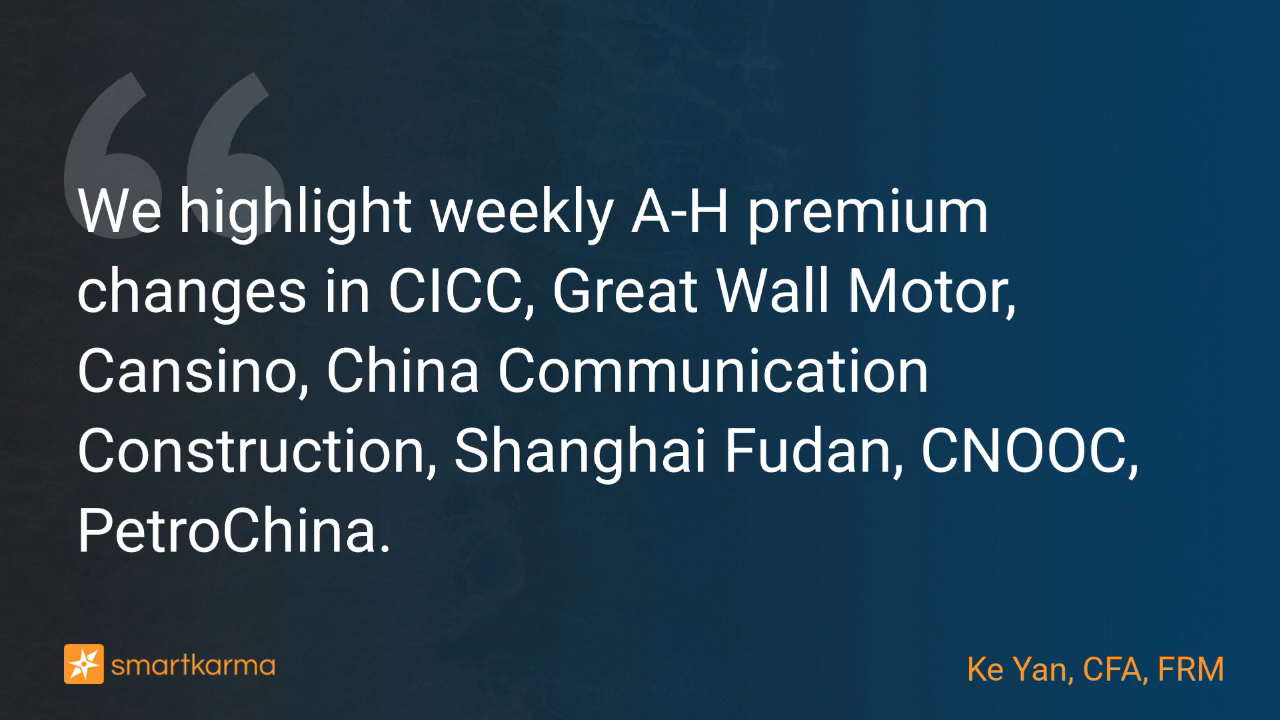 We highlight weekly A-H premium
changes in CICC, Great Wall Motor,
Cansino, China Communication
Construction, Shanghai Fudan, CNOOC,
PetroChina.
smartkarma
Ke Yan, CFA, FRM